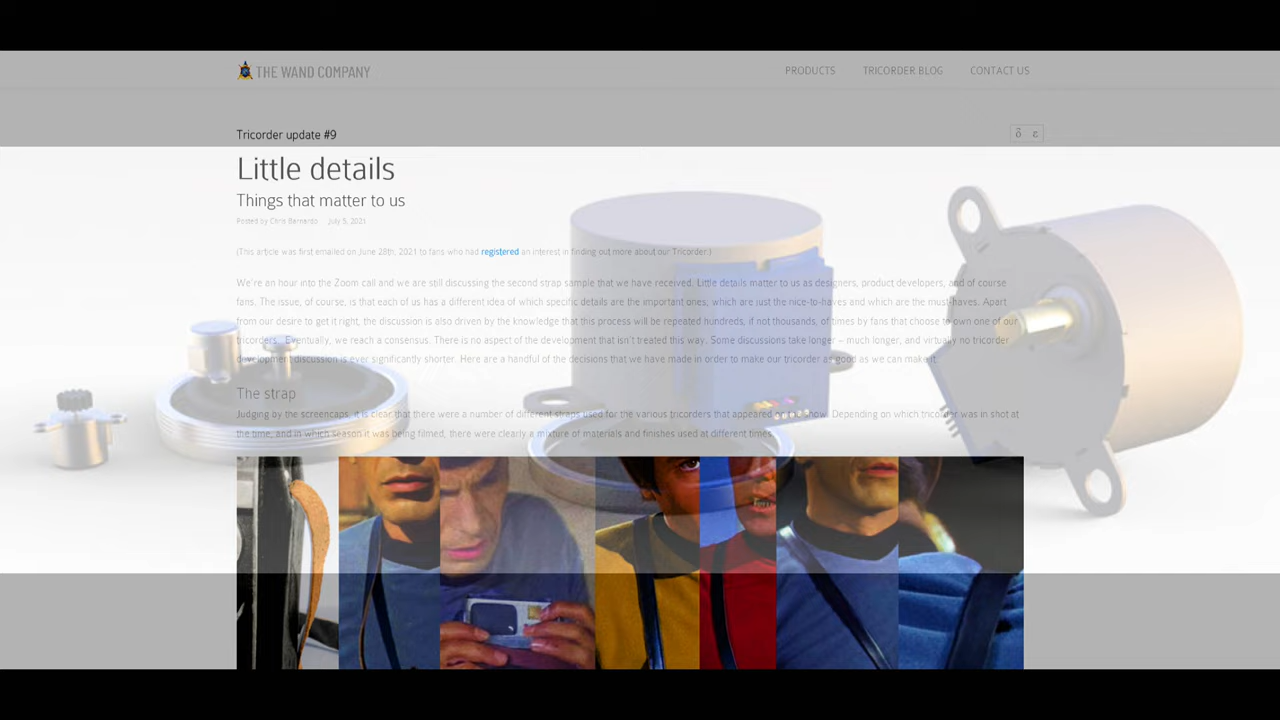 THE WAND COMPANY
PRODUCTS TRICORDER BLOG CONTACT US
Tricorder update #9
Little details
Things that matter to us
Posted by Chris Barnardo July 5, 2021
(This article was first emailed on June 28th, 2021 to fans who had registered an interest in finding out more about our Tricorder.)
We're an hour into the Zoom call and we are still discussing the second strap sample that we have received. Little details matter to us as designers, product developers, and of course
fans. The issue, of course, is that each of us has a different idea of which specific details are the important ones; which are just the nice-to-haves and which are the must-haves. Apart
from our desire to get it right, the discussion is also driven by the knowledge that this process will be repeated hundreds, if not thousands, of times by fans that choose to own one of our
tricorders. Eventually, we reach a consensus. There is no aspect of the development that isn't treated this way. Some discussions take longer – much longer, and virtually no tricorder
development discussion is ever significantly shorter. Here are a handful of the decisions that we have made in order to make our tricorder as good as we can make it.
The strap
Judging by the screencaps, it is clear that there were a number of different straps used for the various tricorders that appeared on the show. Depending on which tricorder was in shot at
the time, and in which season it was being filmed, there were clearly a mixture of materials and finishes used at different times.